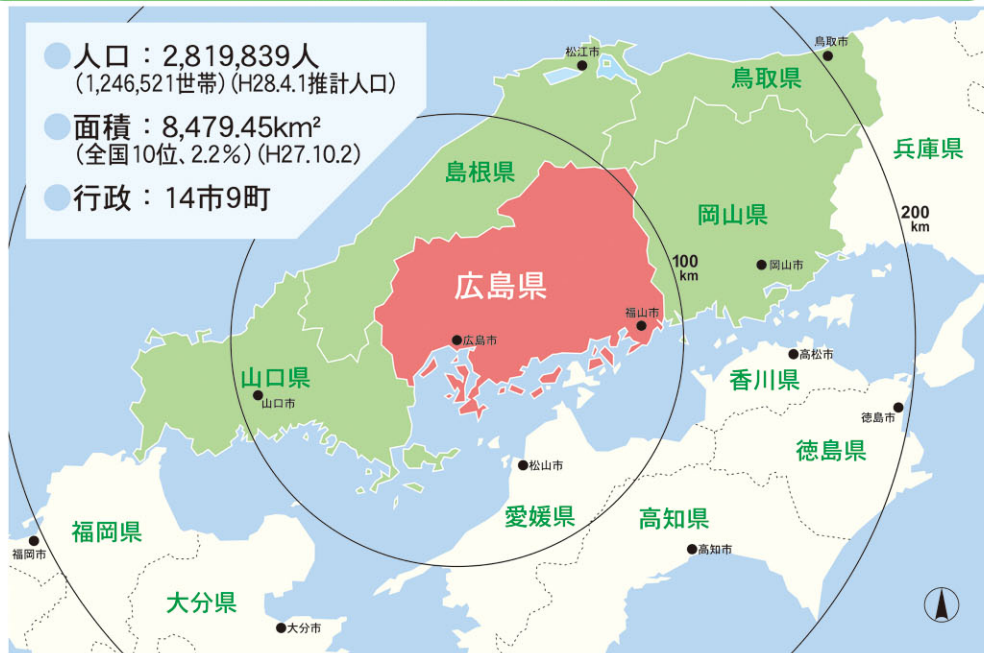 人口：2,819,839人
（1,246,521世帯）（H28.4.1推計人口）
面積：8,479.45km²
（全国10位、2.2%）（H27.10.2）
行政：14市9町
松江市
鳥取市
鳥取県
兵庫県
島根県
岡山県
200
km
100
km
岡山市
広島県
福山市
広島市
高松市
香川県
山口県
山口市
徳島市
徳島県
松山市
愛媛県
高知県
福岡県
福岡市
高知市
大分県
大分市